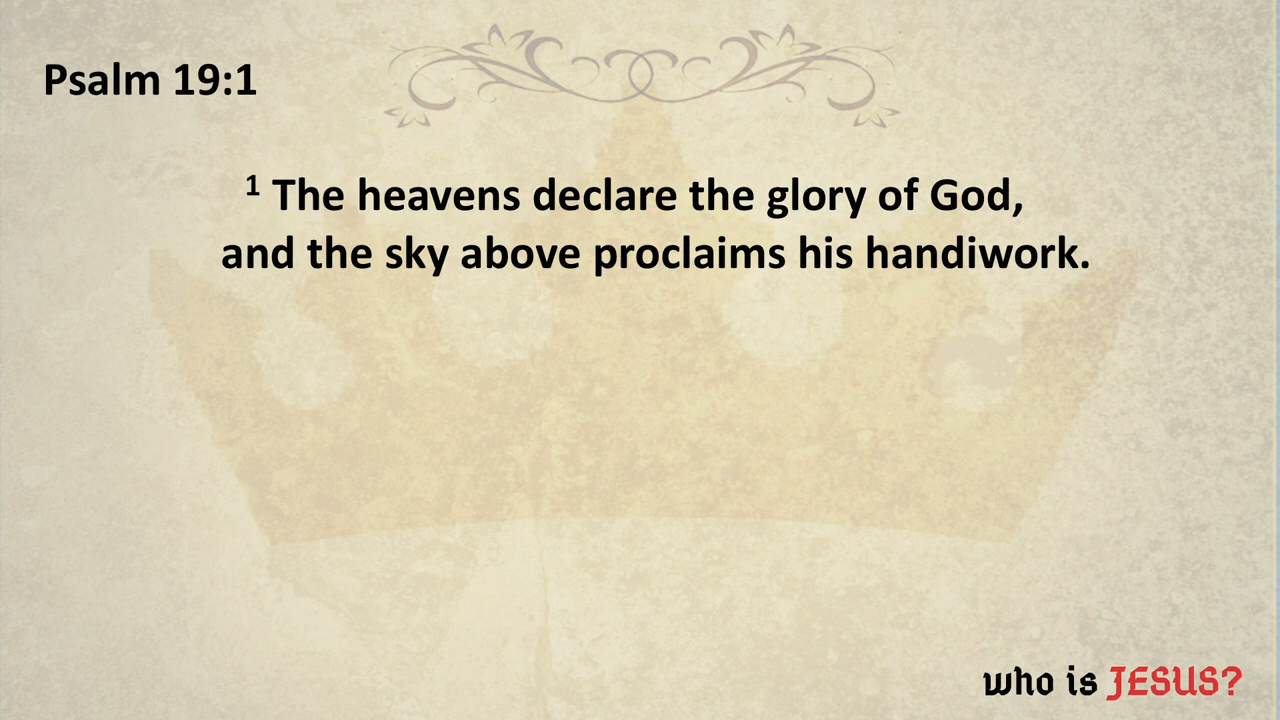 Psalm 19:1
¹ The heavens declare the glory of God,
and the sky above proclaims his handiwork.
who is JESUS?